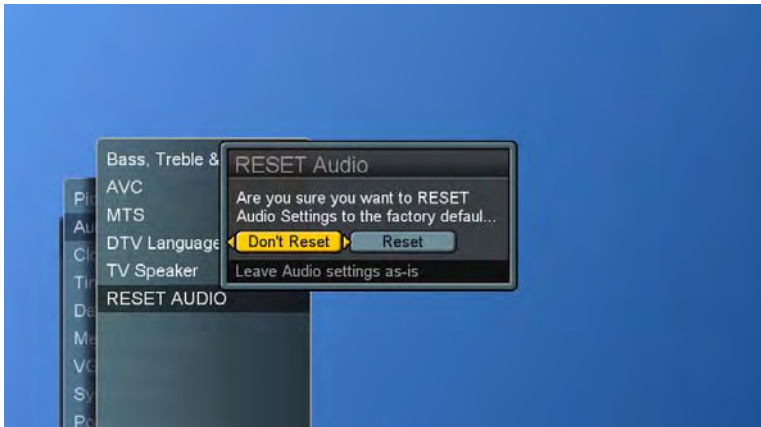 Bass, Treble &
AVC
MTS
DTV Language
TV Speaker
RESET AUDIO
RESET Audio
Are you sure you want to RESET
Audio Settings to the factory defaul...
Don't Reset
Reset
Leave Audio settings as-is